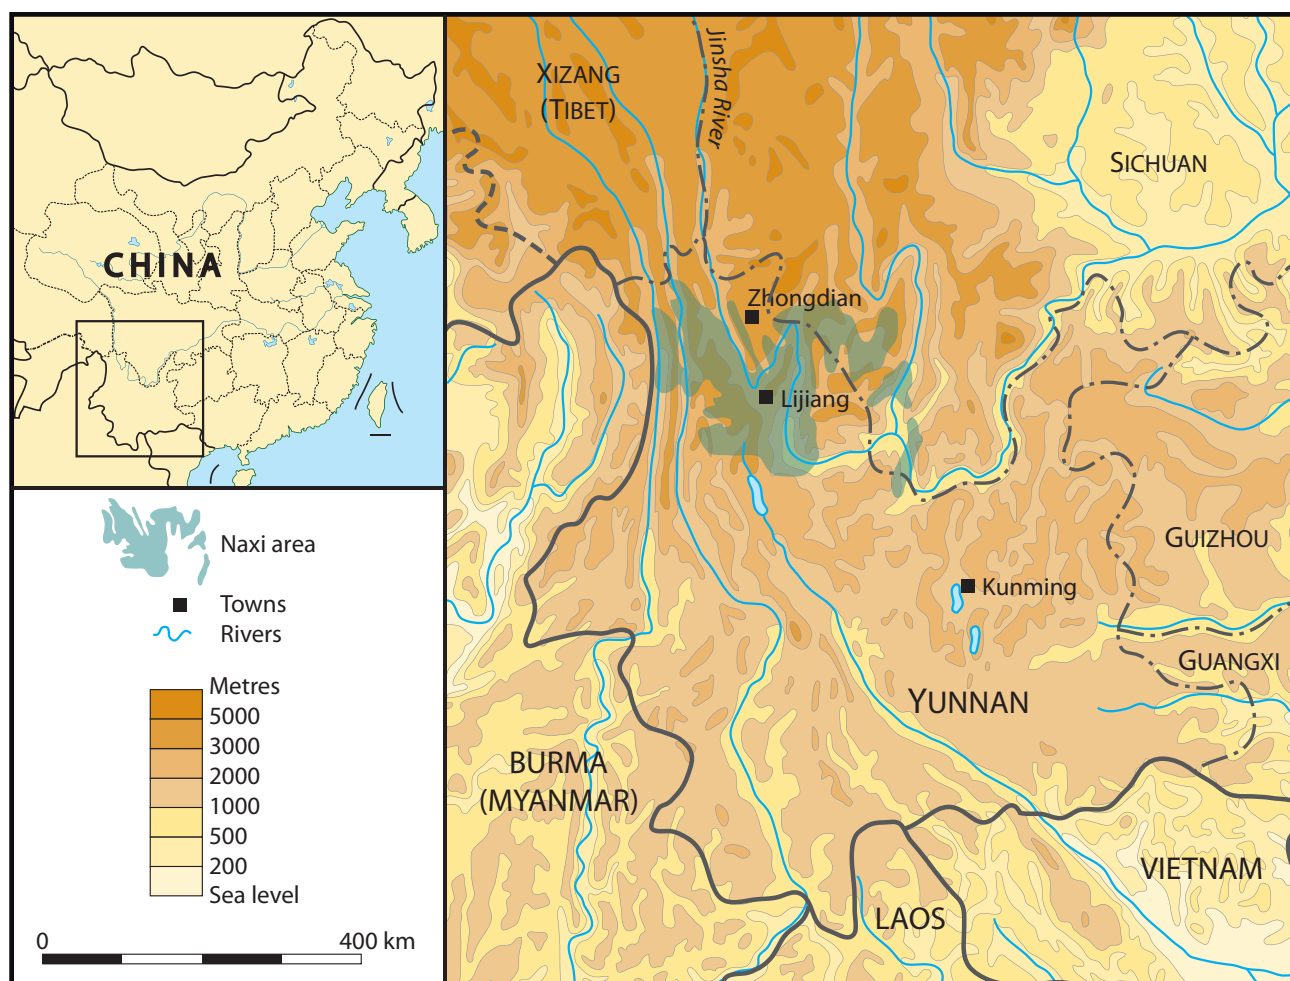 CHINA
Naxi area
Towns
Rivers
Metres
5000
3000
2000
1000
500
200
Sea level
0 400 km
XIZANG
(TIBET)
Jinsha River
SICHUAN
Zhongdian
Lijiang
GUIZHOU
Kunming
GUANGXI
YUNNAN
BURMA
(MYANMAR)
VIETNAM
LAOS